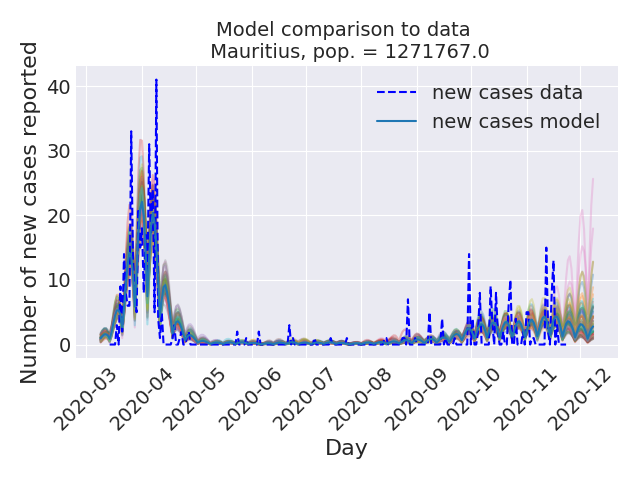 Model comparison to data
Mauritius, pop. = 1271767.0
Number of new cases reported
40
30
20
10
0
new cases data
new cases model
2020-03
2020-04
2020-05
2020-06
2020-07
2020-08
2020-09
2020-10
2020-11
2020-12
Day